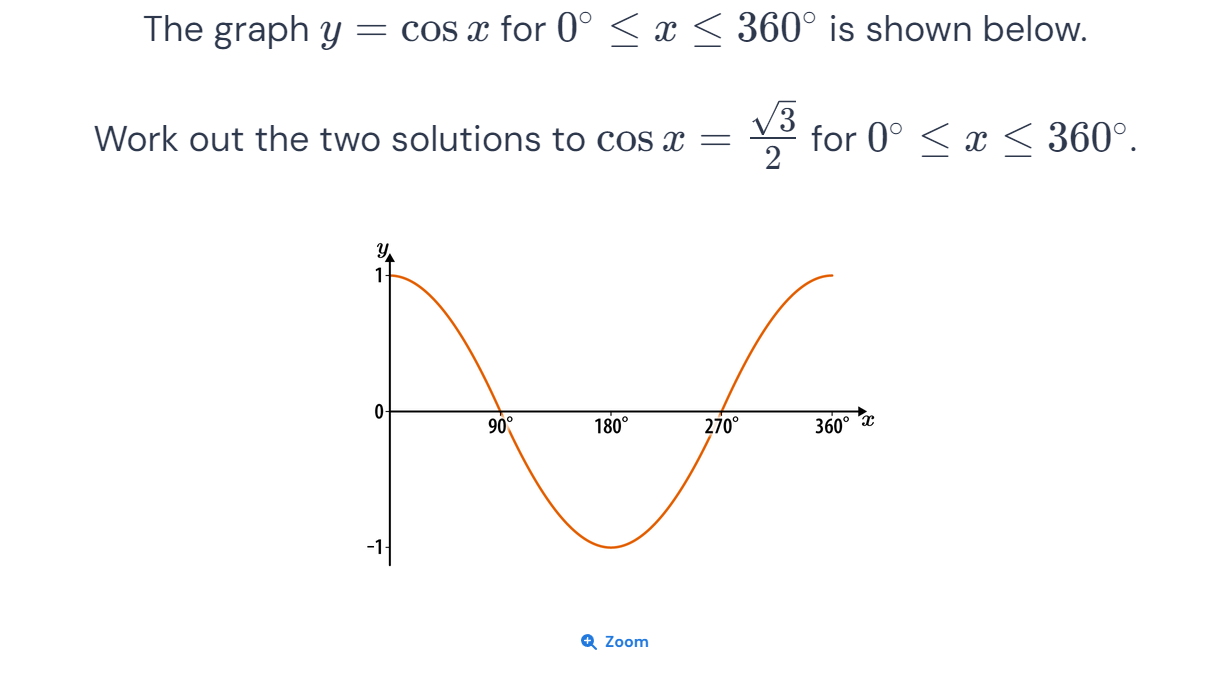 The graph y = cos x for 0° ≤ x ≤ 360° is shown below.
Work out the two solutions to cos x = √3/2 for 0° ≤ x ≤ 360°.
y
1
0
90° 180° 270° 360° x
-1
Zoom